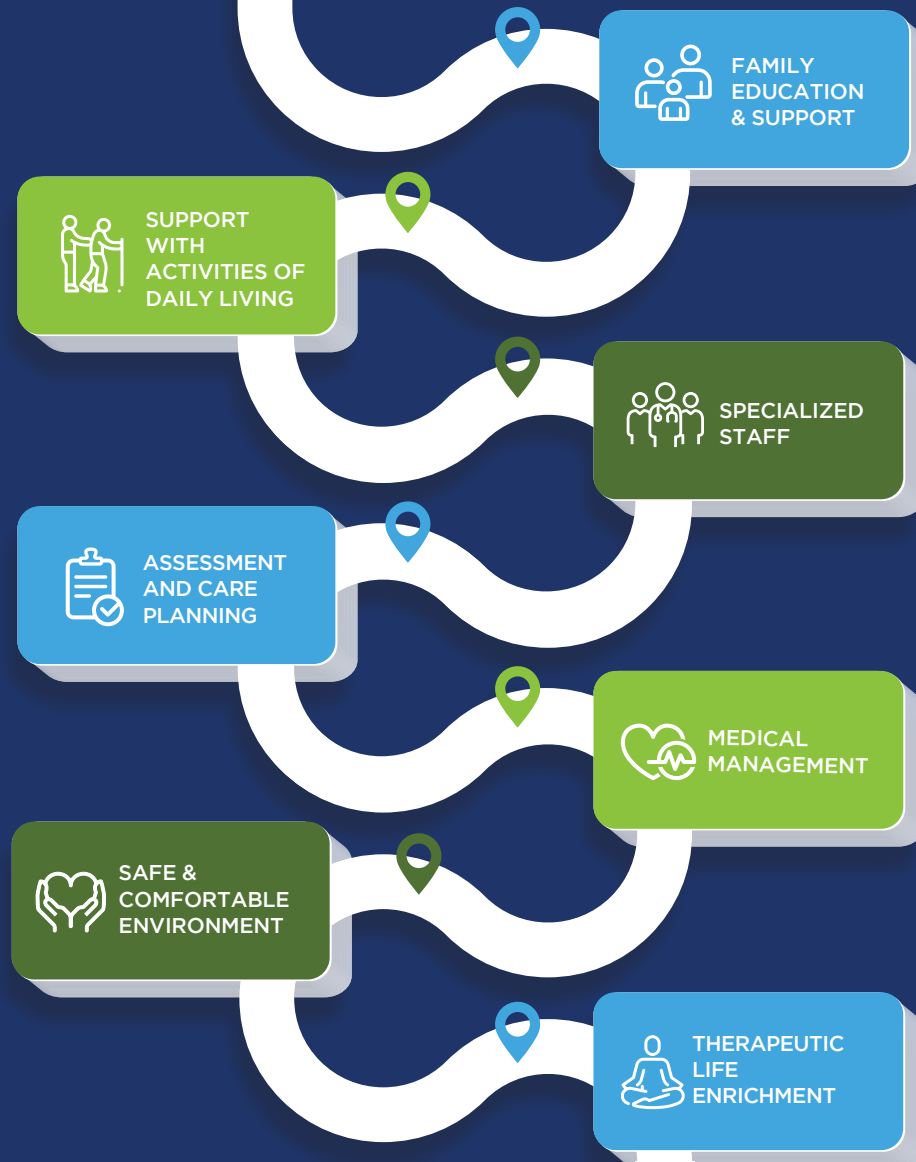 FAMILY
EDUCATION
& SUPPORT
SUPPORT
WITH
ACTIVITIES OF
DAILY LIVING
SPECIALIZED
STAFF
ASSESSMENT
AND CARE
PLANNING
MEDICAL
MANAGEMENT
SAFE &
COMFORTABLE
ENVIRONMENT
THERAPEUTIC
LIFE
ENRICHMENT